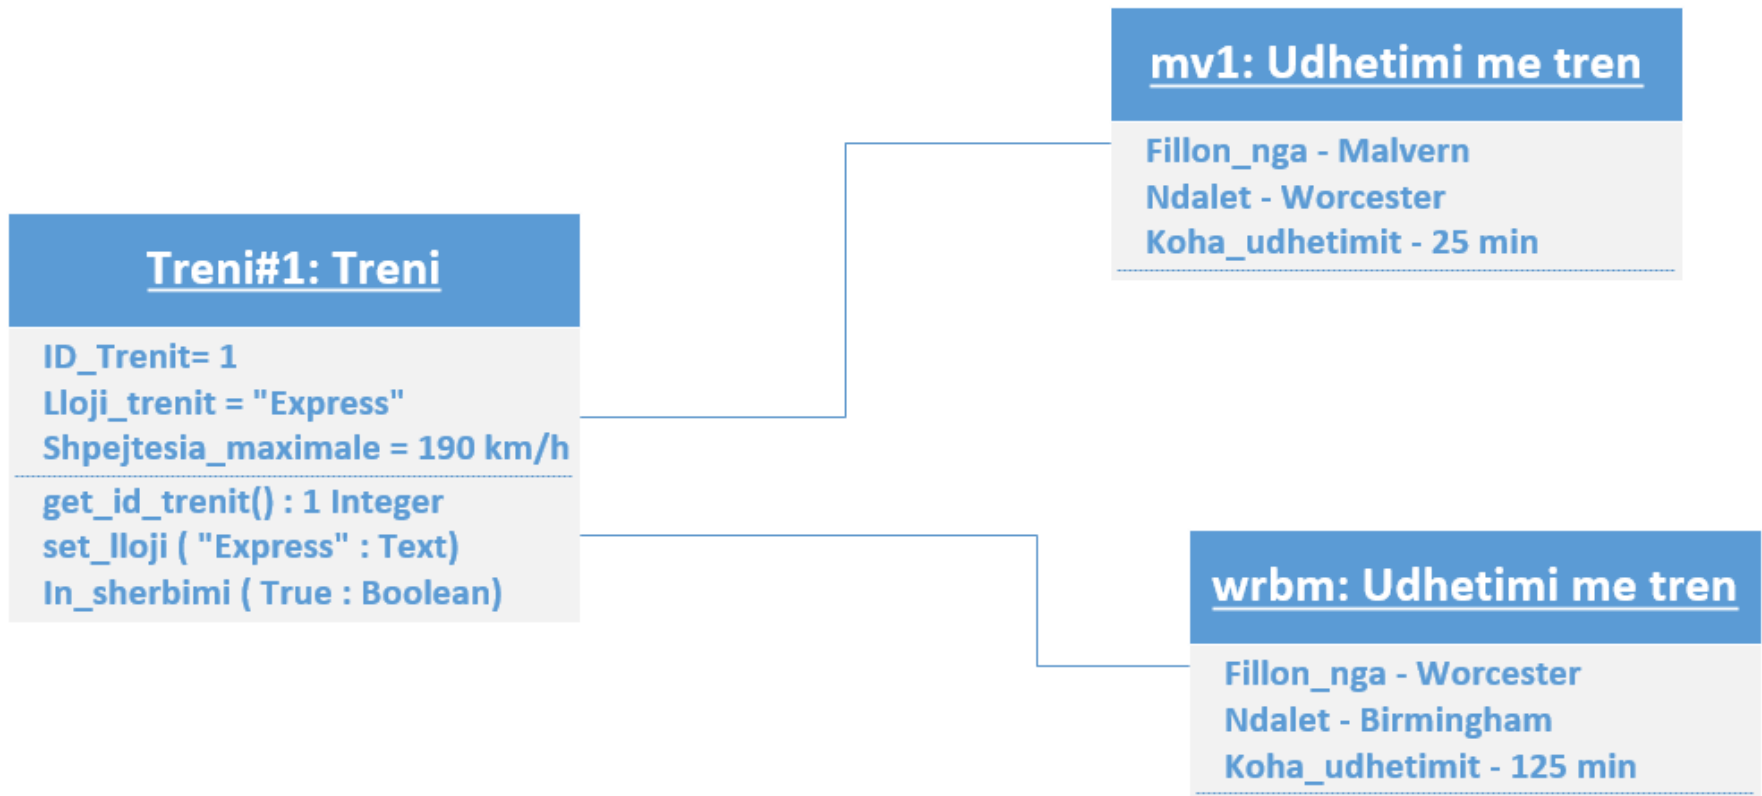 mv1: Udhetimi me tren
Fillon_nga - Malvern
Ndalet - Worcester
Koha_udhetimit - 25 min
Treni#1: Treni
ID_Trenit= 1
Lloji_trenit = "Express"
Shpejtesia_maximale = 190 km/h
get_id_trenit() : 1 Integer
set_lloji ( "Express" : Text)
In_sherbimi ( True : Boolean)
wrbm: Udhetimi me tren
Fillon_nga - Worcester
Ndalet - Birmingham
Koha_udhetimit - 125 min